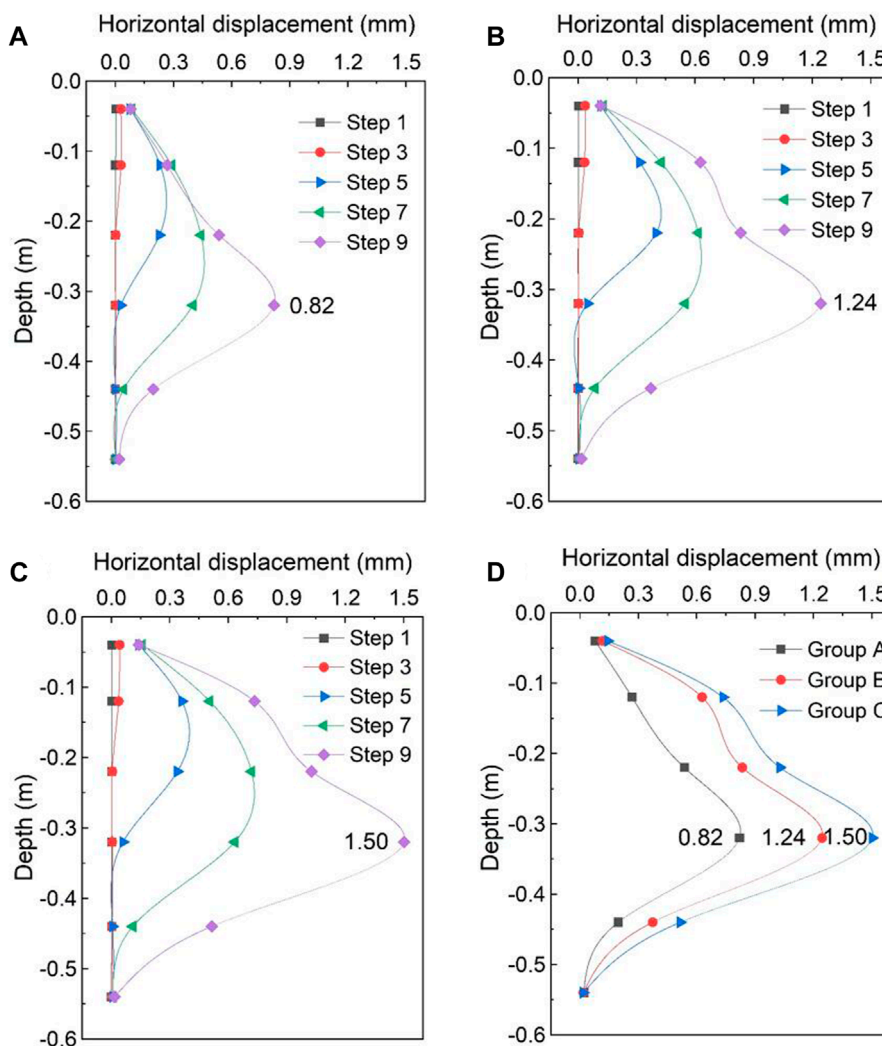 A
Horizontal displacement (mm)
0.0 0.3 0.6 0.9 1.2 1.5
0.0
-0.1
-0.2
-0.3
-0.4
-0.5
-0.6
Depth (m)
Step 1
Step 3
Step 5
Step 7
Step 9
0.82
B
Horizontal displacement (mm)
0.0 0.3 0.6 0.9 1.2 1.5
0.0
-0.1
-0.2
-0.3
-0.4
-0.5
-0.6
Depth (m)
Step 1
Step 3
Step 5
Step 7
Step 9
1.24
C
Horizontal displacement (mm)
0.0 0.3 0.6 0.9 1.2 1.5
0.0
-0.1
-0.2
-0.3
-0.4
-0.5
-0.6
Depth (m)
Step 1
Step 3
Step 5
Step 7
Step 9
1.50
D
Horizontal displacement (mm)
0.0 0.3 0.6 0.9 1.2 1.5
0.0
-0.1
-0.2
-0.3
-0.4
-0.5
-0.6
Depth (m)
Group A
Group B
Group C
0.82 1.24 1.50